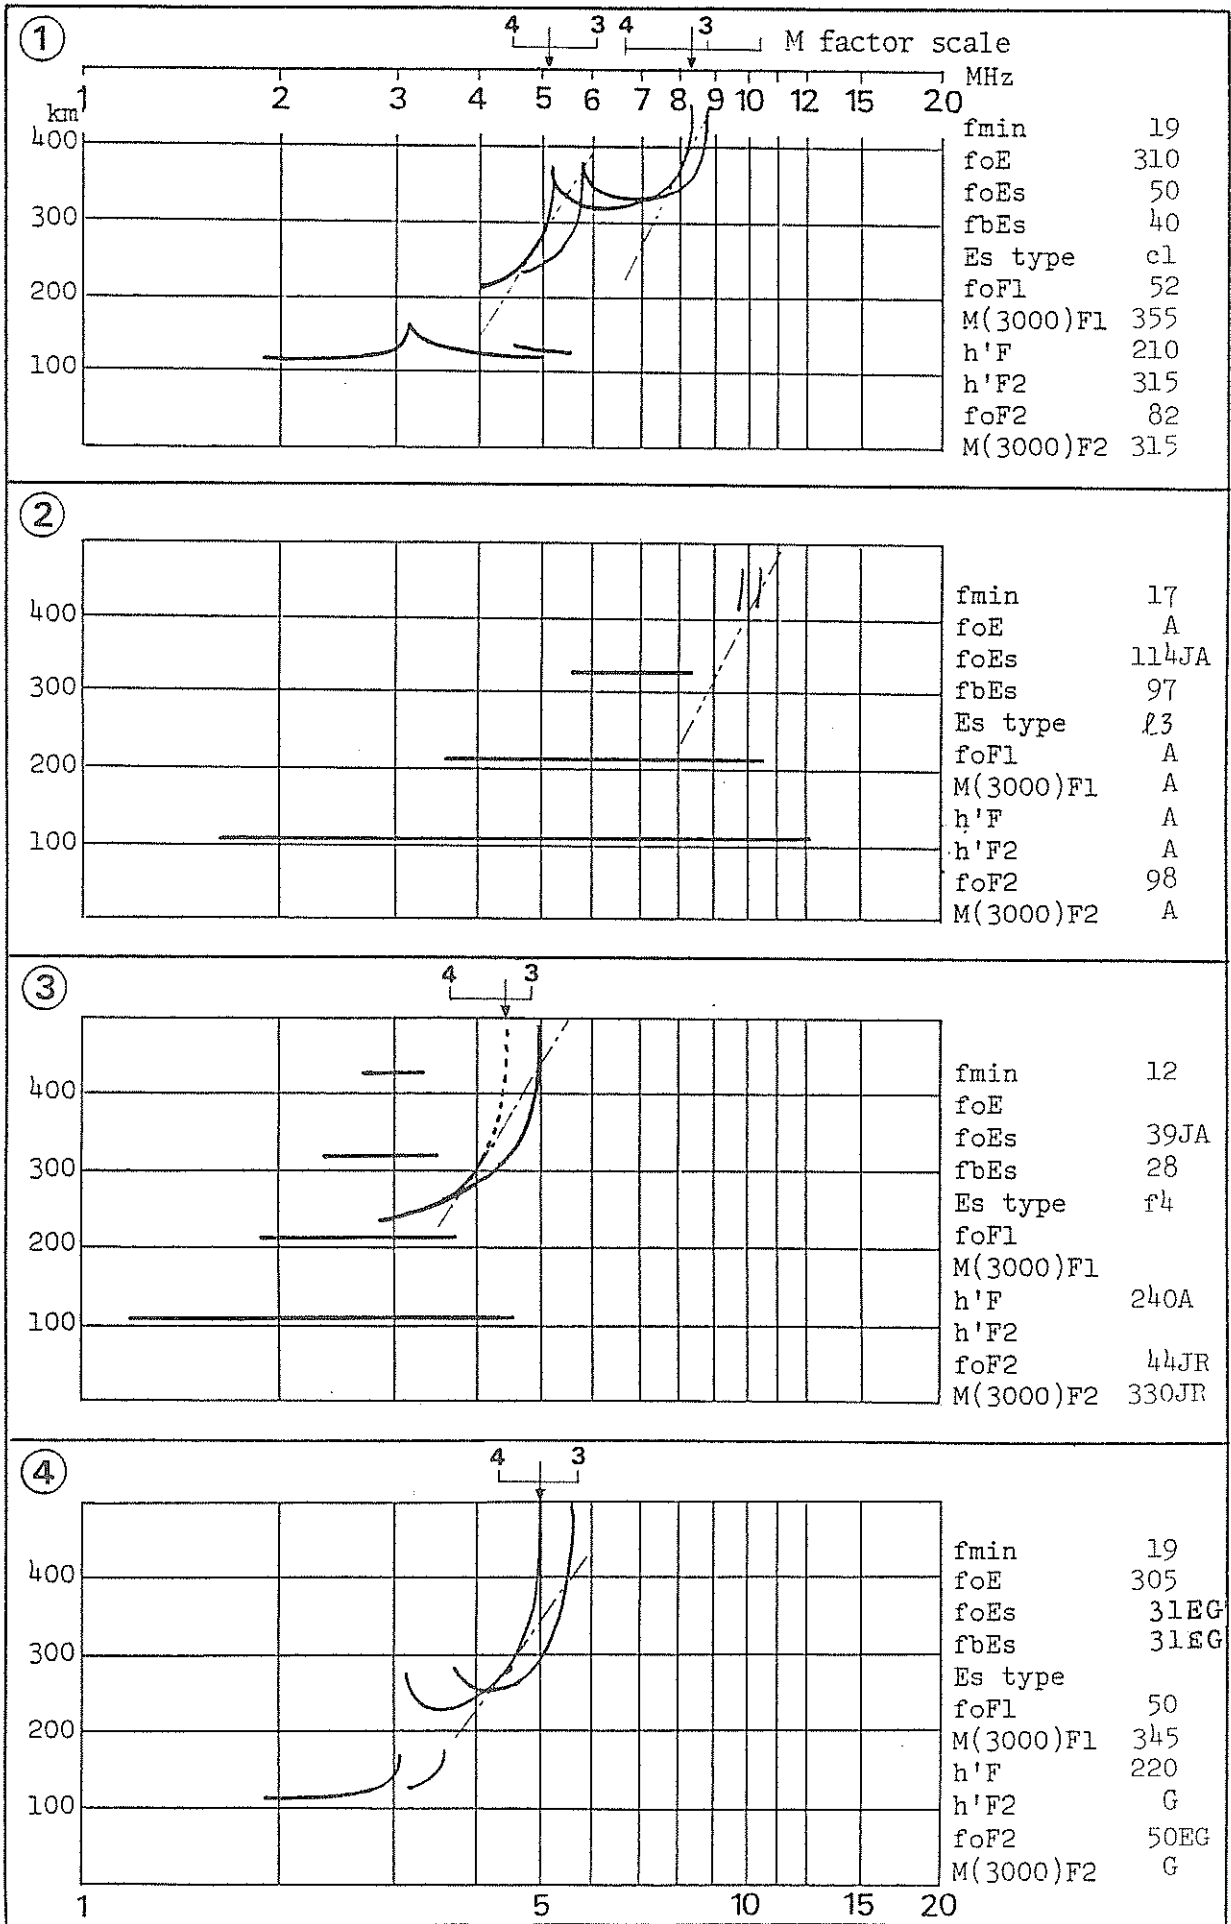 ①
4 3 4 3 M factor scale
MHz
1 2 3 4 5 6 7 8 9 10 12 15 20
km
400
300
200
100
fmin 19
foE 310
foEs 50
fbEs 40
Es type cl
foF1 52
M(3000)F1 355
h'F 210
h'F2 315
foF2 82
M(3000)F2 315
②
400
300
200
100
fmin 17
foE A
foEs 114JA
fbEs 97
Es type ℓ3
foF1 A
M(3000)F1 A
h'F A
h'F2 A
foF2 98
M(3000)F2 A
③
4 3
400
300
200
100
fmin 12
foE
foEs 39JA
fbEs 28
Es type f4
foF1
M(3000)F1
h'F 240A
h'F2
foF2 44JR
M(3000)F2 330JR
④
4 3
400
300
200
100
fmin 19
foE 305
foEs 31EG
fbEs 31EG
Es type
foF1 50
M(3000)F1 345
h'F 220
h'F2 G
foF2 50EG
M(3000)F2 G
1 5 10 15 20